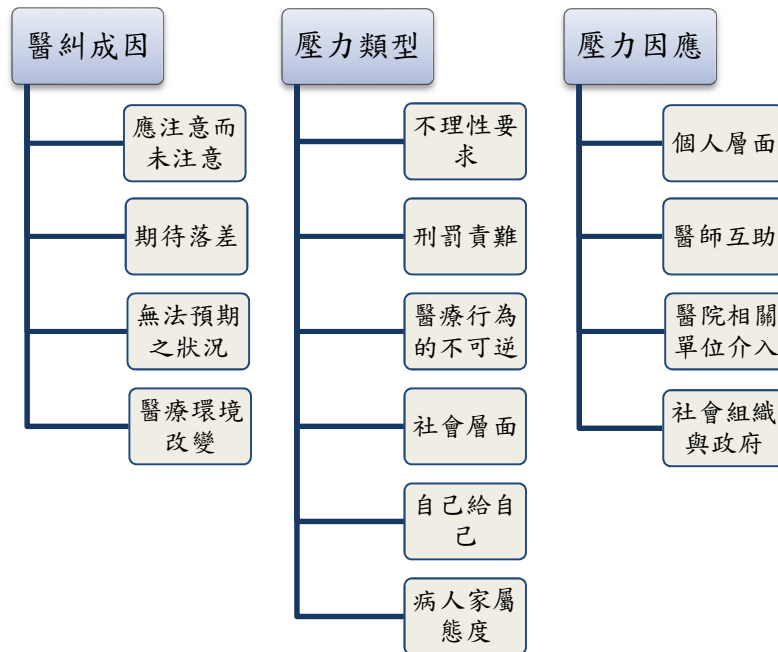 醫糾成因
應注意而
未注意
期待落差
無法預期
之狀況
醫療環境
改變
壓力類型
不理性要
求
刑罰責難
醫療行為
的不可逆
社會層面
自己給自
己
病人家屬
態度
壓力因應
個人層面
醫師互助
醫院相關
單位介入
社會組織
與政府